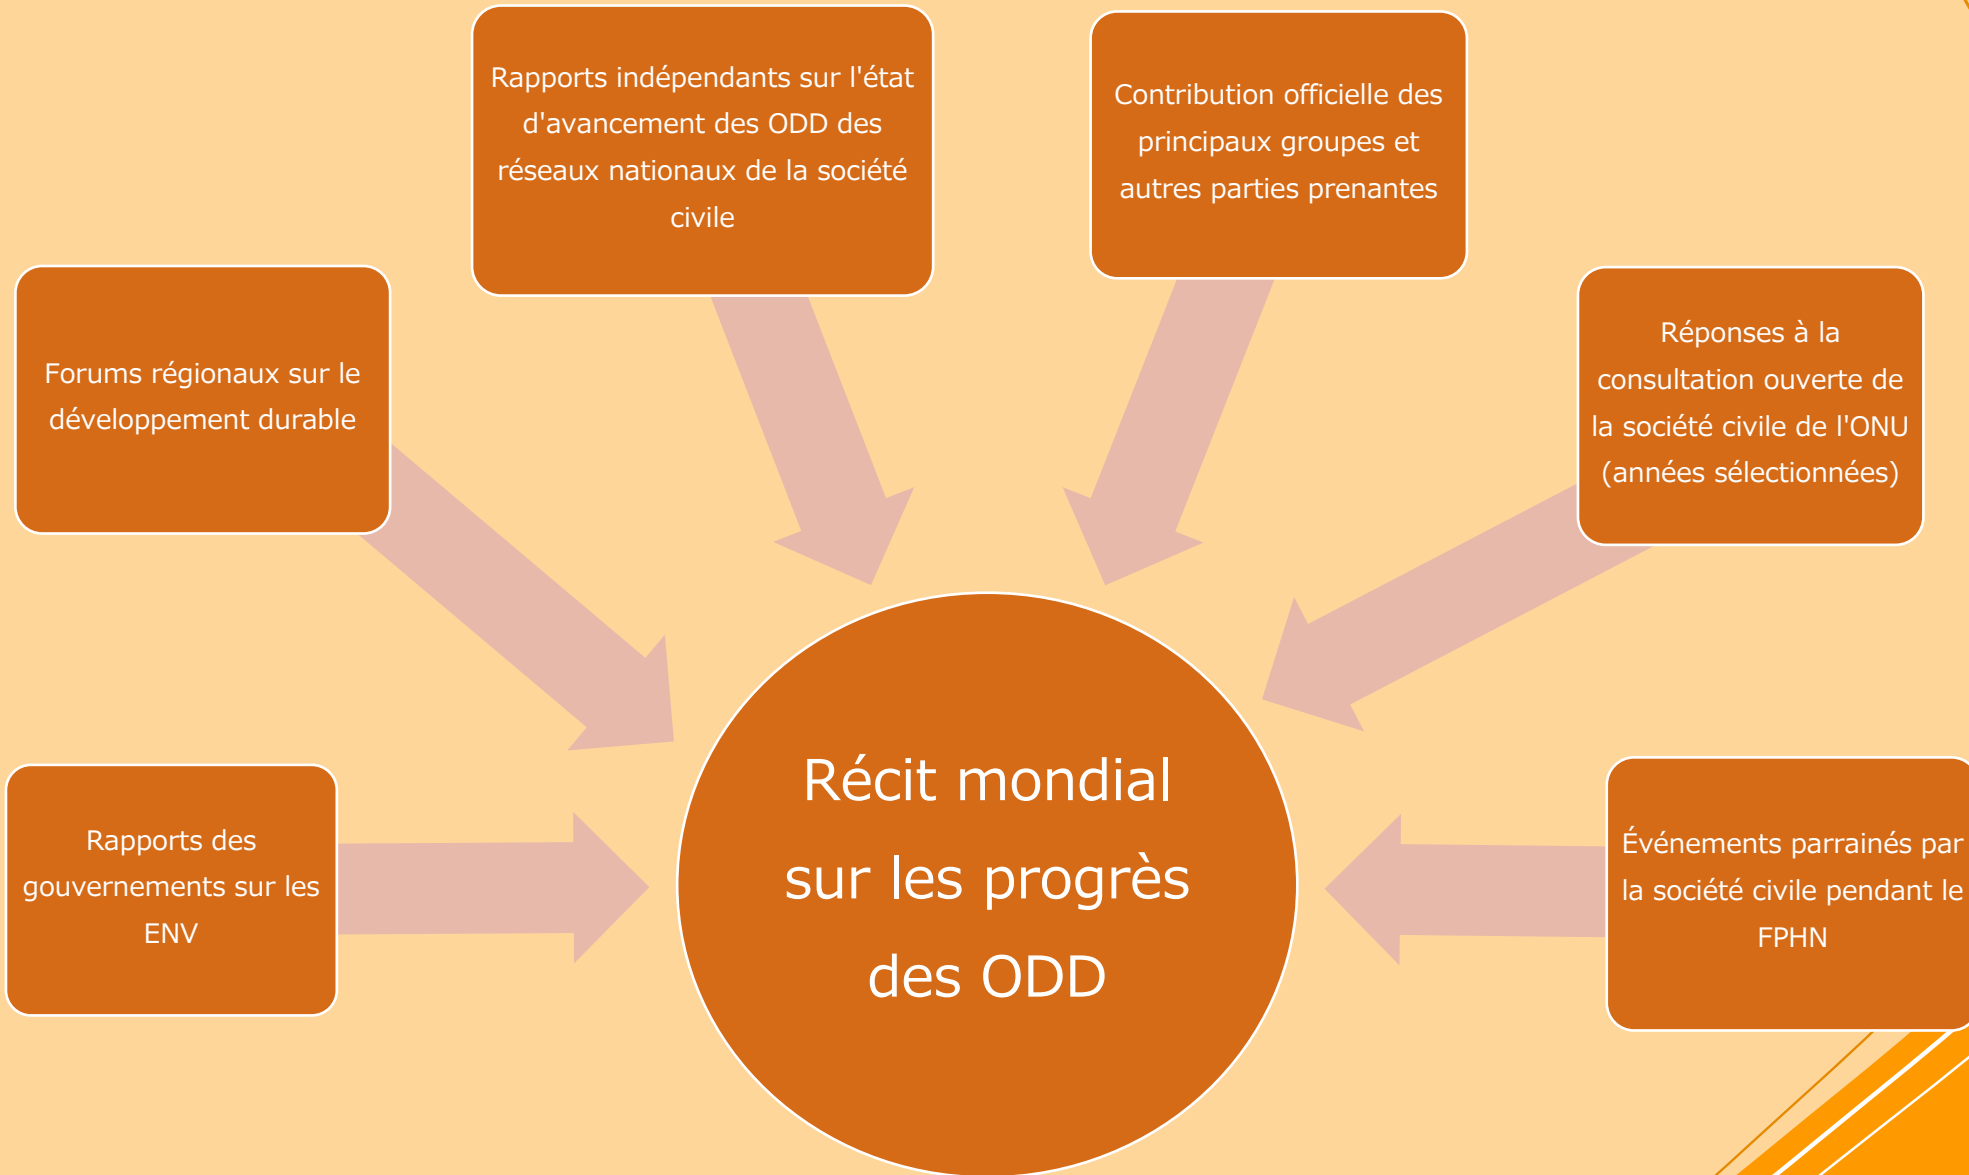 Rapports indépendants sur l'état
d'avancement des ODD des
réseaux nationaux de la société
civile
Contribution officielle des
principaux groupes et
autres parties prenantes
Forums régionaux sur le
développement durable
Réponses à la
consultation ouverte de
la société civile de l'ONU
(années sélectionnées)
Rapports des
gouvernements sur les
ENV
Récit mondial
sur les progrès
des ODD
Événements parrainés par
la société civile pendant le
FPHN